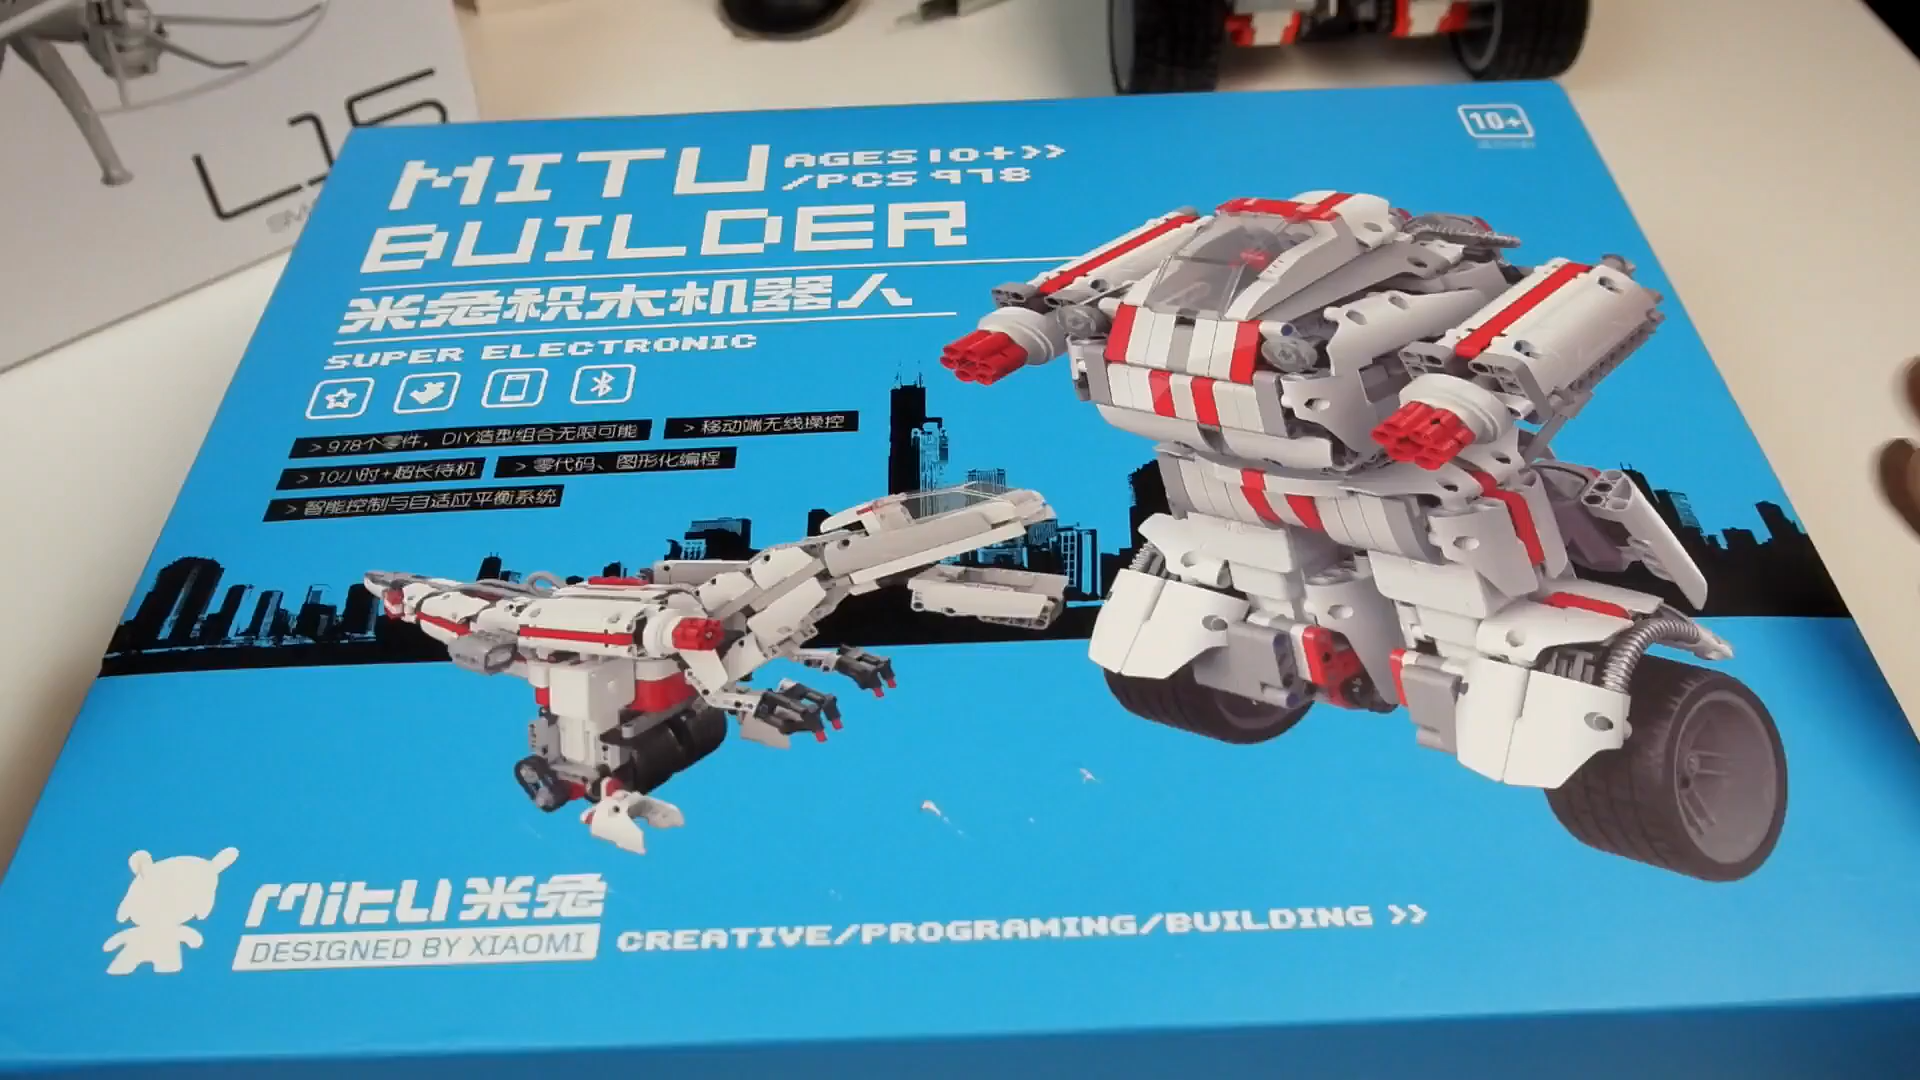 L15
10+
MITU
AGES 10+>>
/PCS 978
BUILDER
米兔积木机器人
SUPER ELECTRONIC
> 978个零件，DIY造型组合无限可能
> 移动端无线操控
> 10小时+超长待机
> 零代码、图形化编程
> 智能控制与自适应平衡系统
mitu 米兔
DESIGNED BY XIAOMI
CREATIVE/PROGRAMING/BUILDING >>